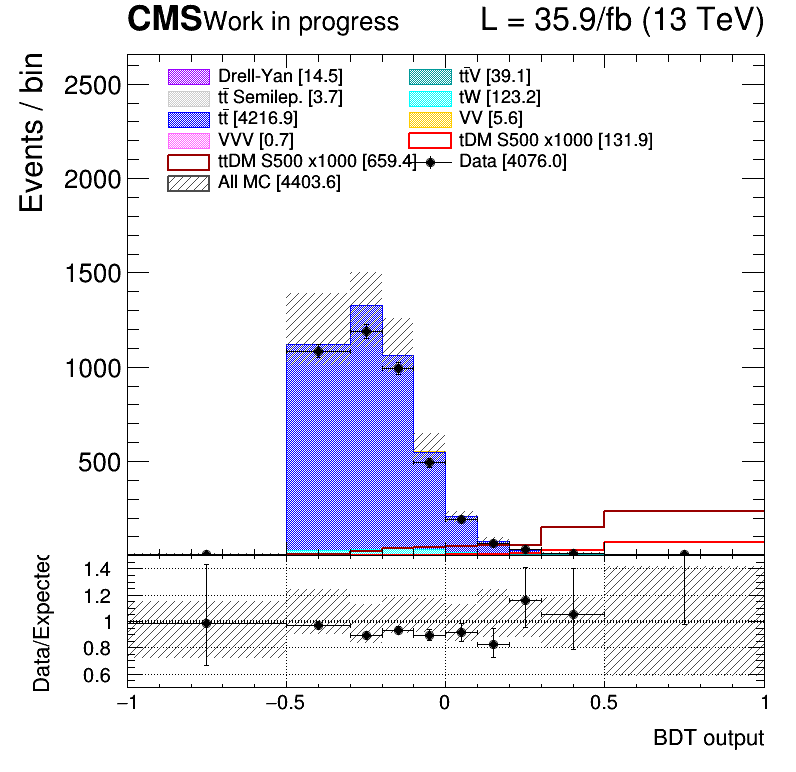 CMS Work in progress L = 35.9/fb (13 TeV)
Events / bin
2500
2000
1500
1000
500
Drell-Yan [14.5]
tt̄V [39.1]
tt̄ Semilep. [3.7]
tW [123.2]
tt̄ [4216.9]
VV [5.6]
VVV [0.7]
tDM S500 x1000 [131.9]
ttDM S500 x1000 [659.4]
Data [4076.0]
All MC [4403.6]
Data/Expected
1.4
1.2
1
0.8
0.6
−1 −0.5 0 0.5 1
BDT output